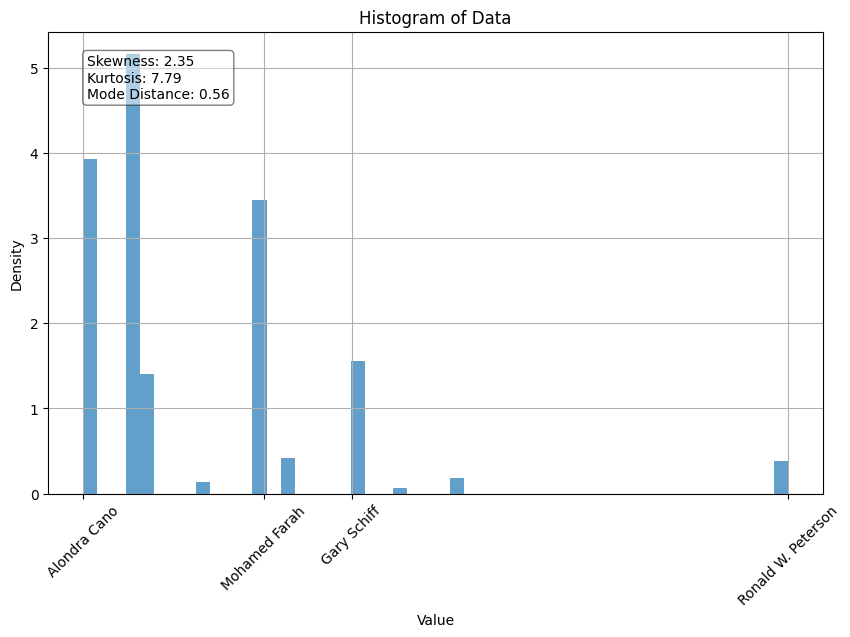 Histogram of Data
Skewness: 2.35
Kurtosis: 7.79
Mode Distance: 0.56
Density
5
4
3
2
1
0
Alondra Cano
Mohamed Farah
Gary Schiff
Ronald W. Peterson
Value